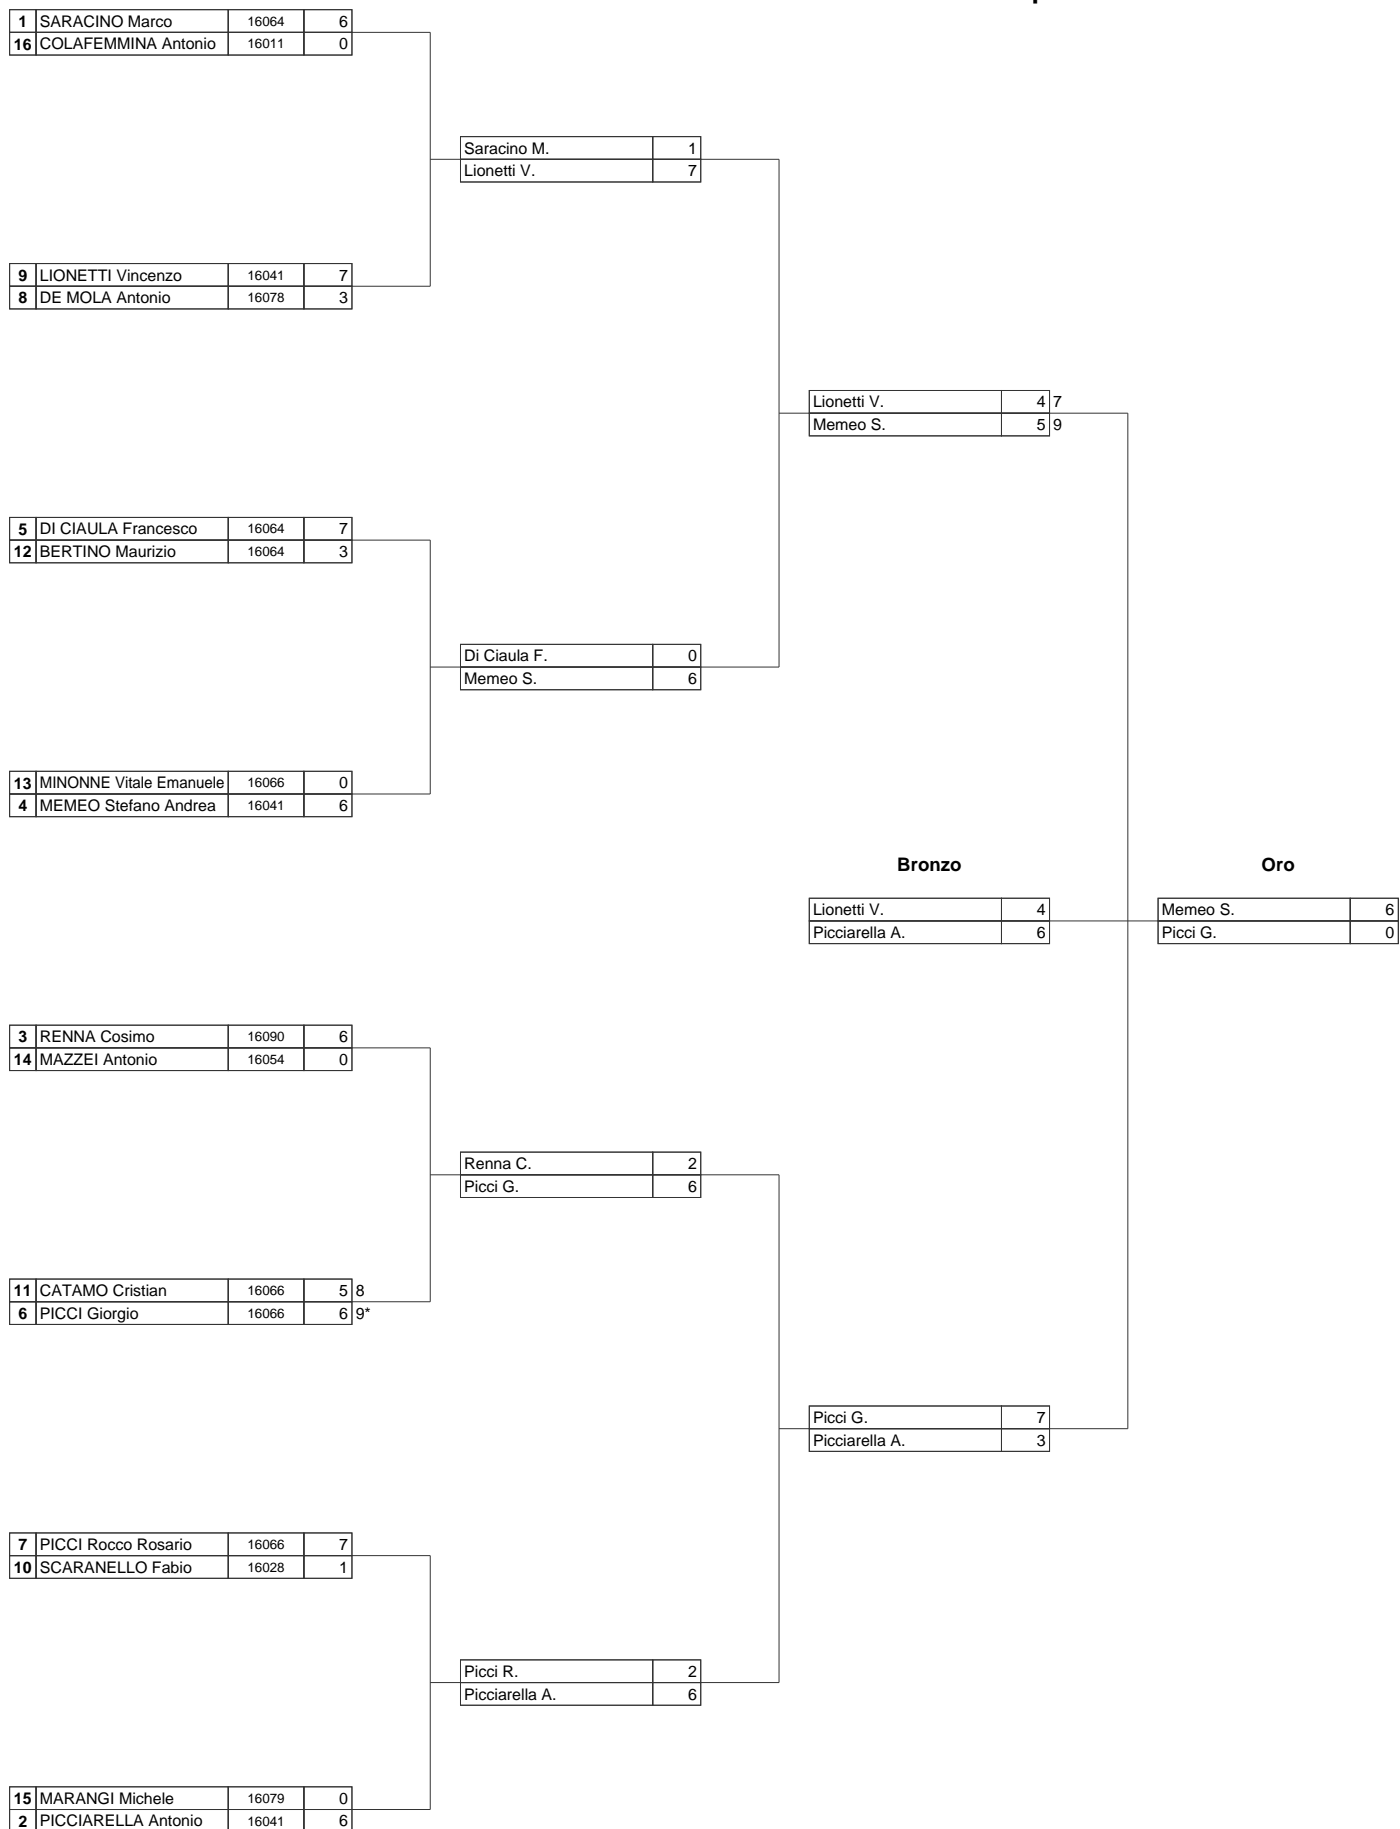 1 SARACINO Marco 16064 6
16 COLAFEMMINA Antonio 16011 0
Saracino M. 1
Lionetti V. 7
9 LIONETTI Vincenzo 16041 7
8 DE MOLA Antonio 16078 3
Lionetti V. 4 7
Memeo S. 5 9
5 DI CIAULA Francesco 16064 7
12 BERTINO Maurizio 16064 3
Di Ciaula F. 0
Memeo S. 6
13 MINONNE Vitale Emanuele 16066 0
4 MEMEO Stefano Andrea 16041 6
Bronzo Oro
Lionetti V. 4 Memeo S. 6
Picciarella A. 6 Picci G. 0
3 RENNA Cosimo 16090 6
14 MAZZEI Antonio 16054 0
Renna C. 2
Picci G. 6
11 CATAMO Cristian 16066 5 8
6 PICCI Giorgio 16066 6 9*
Picci G. 7
Picciarella A. 3
7 PICCI Rocco Rosario 16066 7
10 SCARANELLO Fabio 16028 1
Picci R. 2
Picciarella A. 6
15 MARANGI Michele 16079 0
2 PICCIARELLA Antonio 16041 6